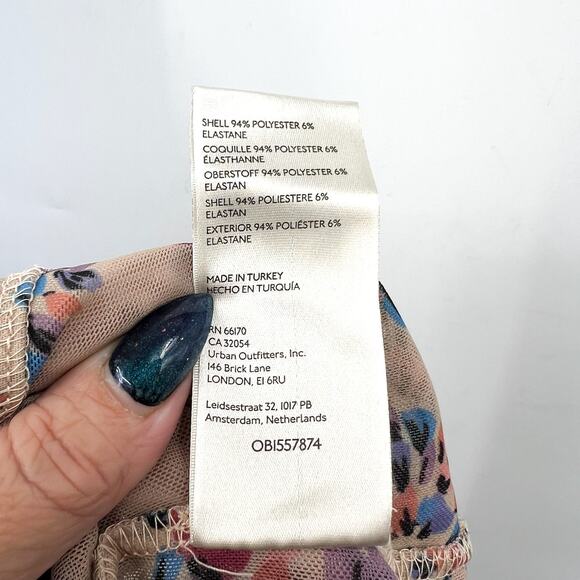 SHELL 94% POLYESTER 6%
ELASTANE
COQUILLE 94% POLYESTER 6%
ÉLASTHANNE
OBERSTOFF 94% POLYESTER 6%
ELASTAN
SHELL 94% POLIESTERE 6%
ELASTAN
EXTERIOR 94% POLIÉSTER 6%
ELASTANE
MADE IN TURKEY
HECHO EN TURQUÍA
RN 66170
CA 32054
Urban Outfitters, Inc.
146 Brick Lane
LONDON, E1 6RU
Leidsestraat 32, 1017 PB
Amsterdam, Netherlands
OB1557874